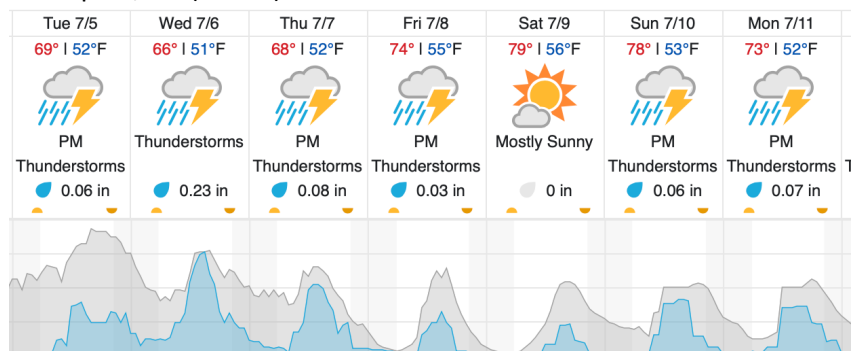 Tue 7/5 Wed 7/6 Thu 7/7 Fri 7/8 Sat 7/9 Sun 7/10 Mon 7/11
69° | 52°F 66° | 51°F 68° | 52°F 74° | 55°F 79° | 56°F 78° | 53°F 73° | 52°F
PM Thunderstorms PM PM Mostly Sunny PM PM
Thunderstorms Thunderstorms Thunderstorms Thunderstorms Thunderstorms
0.06 in 0.23 in 0.08 in 0.03 in 0 in 0.06 in 0.07 in